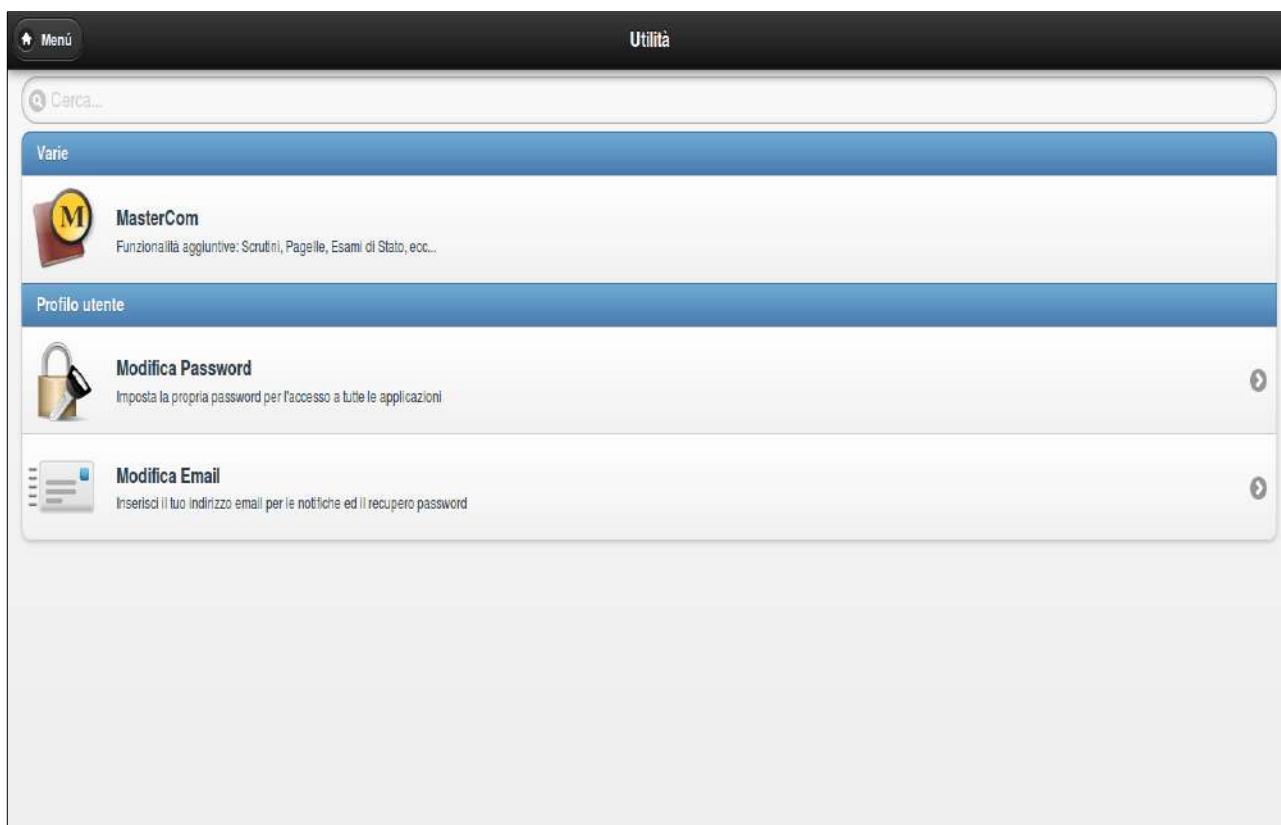 Menú
Utilità
Cerca...
Varie
M
MasterCom
Funzionalità aggiuntive: Scrutini, Pagelle, Esami di Stato, ecc...
Profilo utente
Modifica Password
Imposta la propria password per l'accesso a tutte le applicazioni
Modifica Email
Inserisci il tuo indirizzo email per le notifiche ed il recupero password